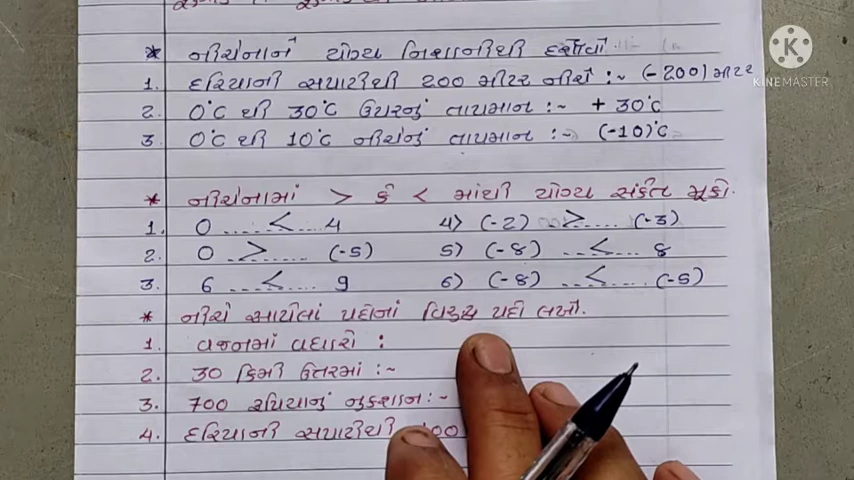 * નીચેનાને યોગ્ય નિશાનીથી દર્શાવો
KINEMASTER
1. દરિયાની સપાટીથી 200 મીટર નીચે :~ (-200) મીટર
2. 0°C થી 30°C ઉપરનું તાપમાન :~ + 30°C
3. 0°C થી 10°C નીચેનું તાપમાન :~ (-10)°C
* નીચેનામાં > કે < માંથી યોગ્ય સંકેત મૂકો.
1. 0 .....<.... 4 4) (-2) ....>.... (-3)
2. 0 ..>...... (-5) 5) (-8) ...<...... 8
3. 6 ...<...... 9 6) (-8) ...<...... (-5)
* નીચે આપેલાં પદોનાં વિરુદ્ધ પદો લખો.
1. વજનમાં વધારો :
2. 30 કિમી ઉત્તરમાં :~
3. 700 રૂપિયાનું નુકશાન :~
4. દરિયાની સપાટીથી